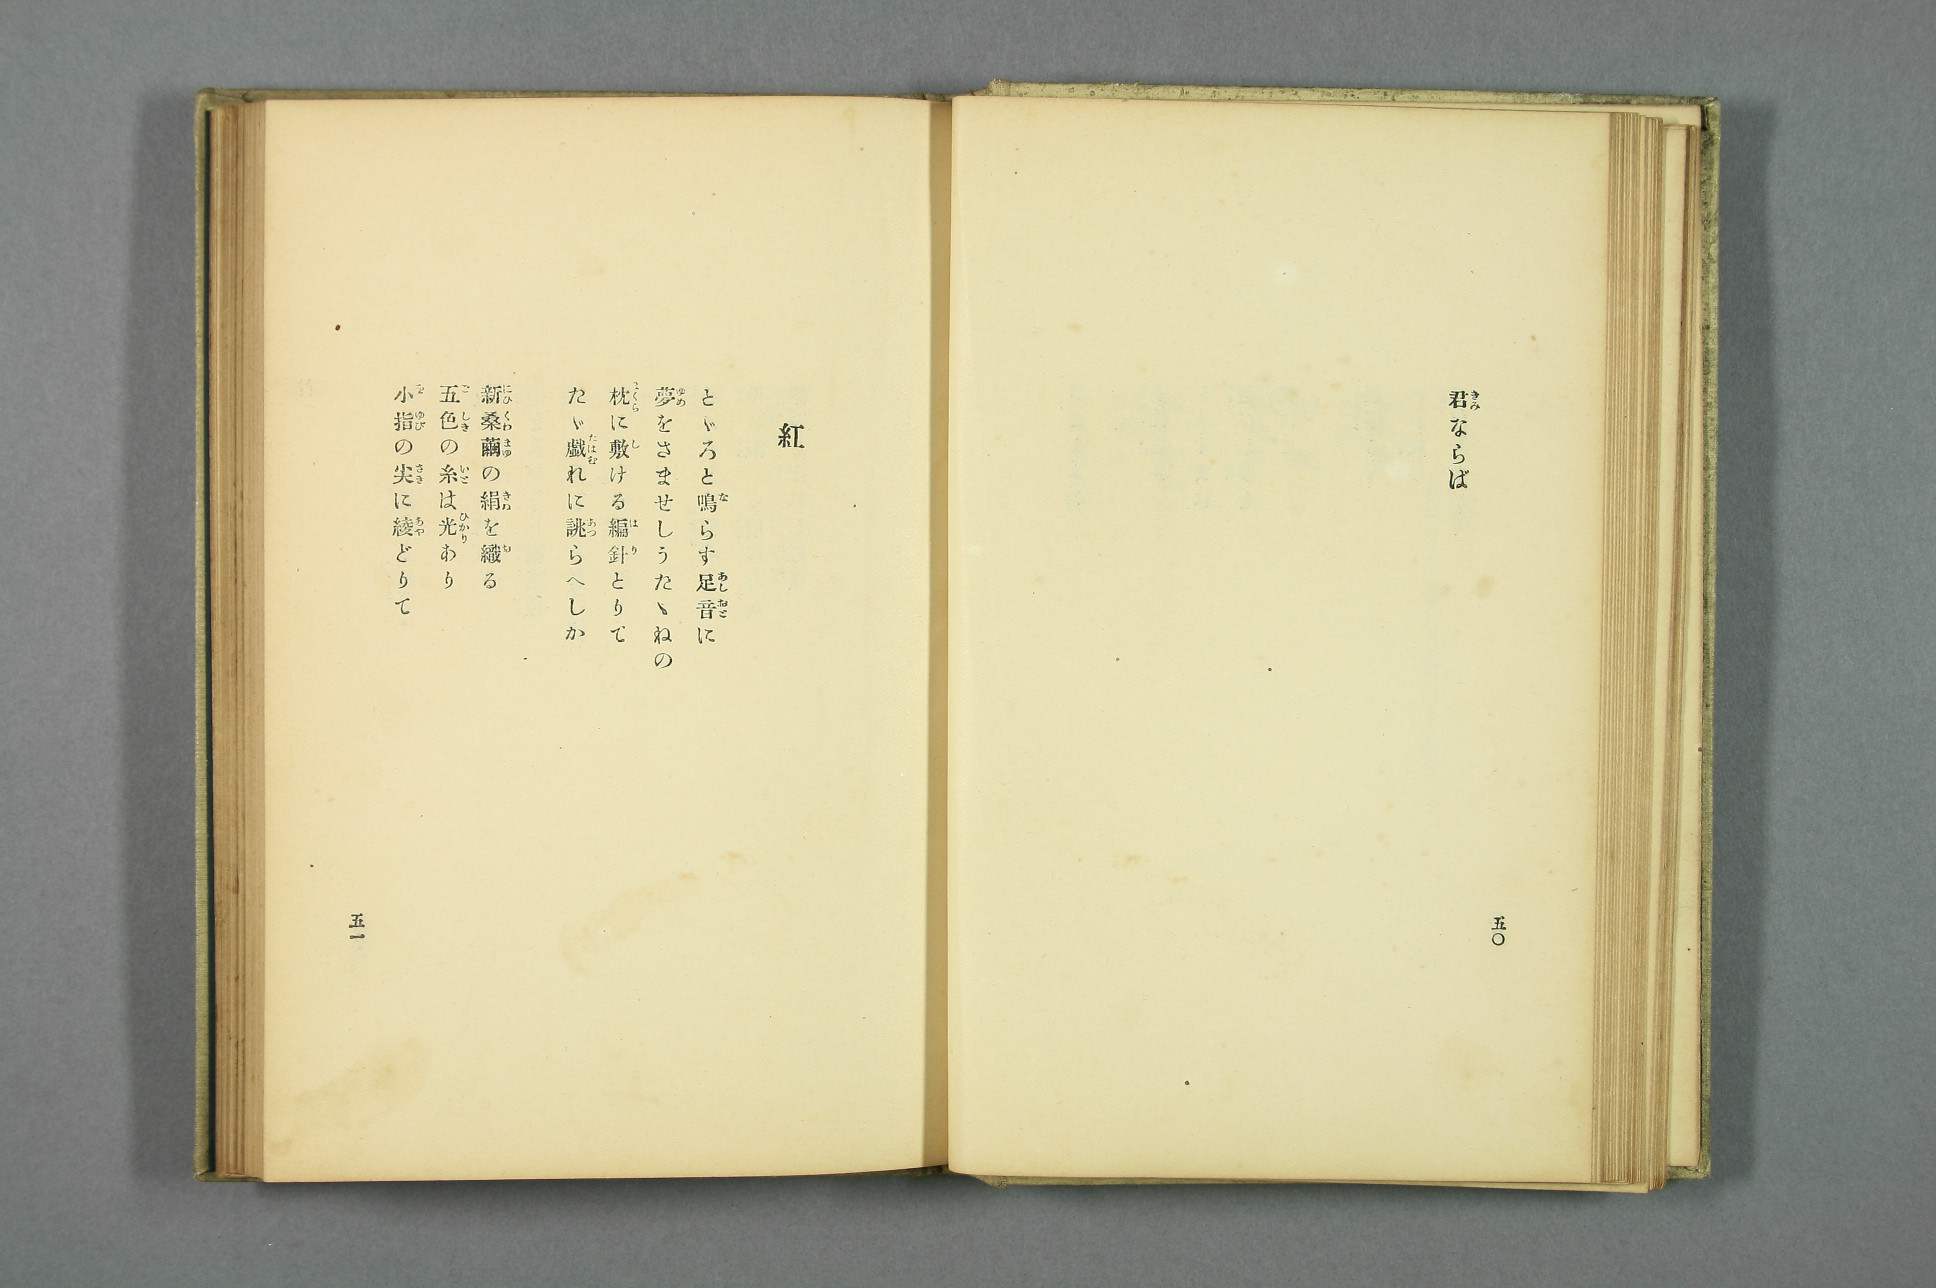 君ならば
五〇
紅
とゞろと鳴らす足音に
夢をさませしうたゝねの
枕に敷ける編針とりて
たゞ戯れに誂らへしか
新桑繭の絹を織る
五色の糸は光あり
小指の尖に綾どりて
五一